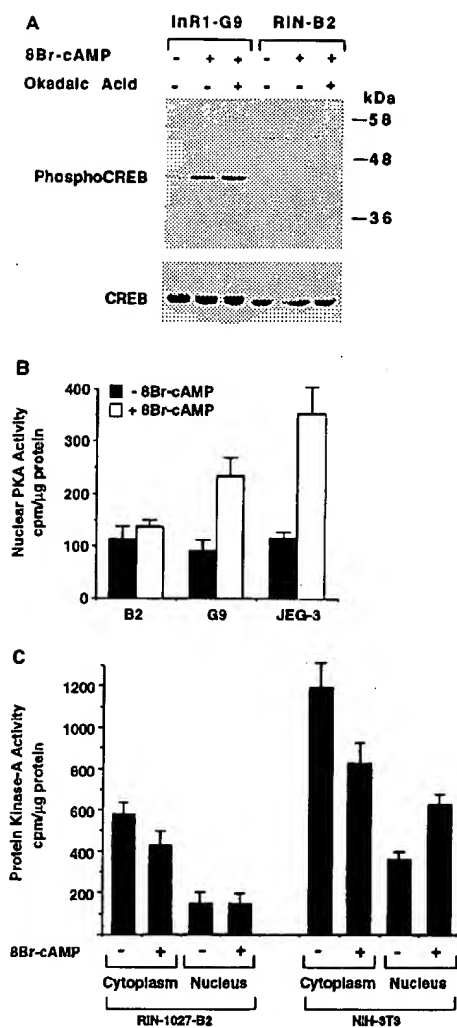 A
InR1-G9 RIN-B2
8Br-cAMP - + + - + +
Okadaic Acid - - + - - +
kDa
—58
—48
PhosphoCREB
—36
CREB
B
400
300
200
100
0
Nuclear PKA Activity
cpm/µg protein
- 8Br-cAMP
+ 8Br-cAMP
B2 G9 JEG-3
C
1200
1000
800
600
400
200
Protein Kinase-A Activity
cpm/µg protein
8Br-cAMP - + - + - + - +
Cytoplasm Nucleus Cytoplasm Nucleus
RIN-1027-B2 NIH-3T3